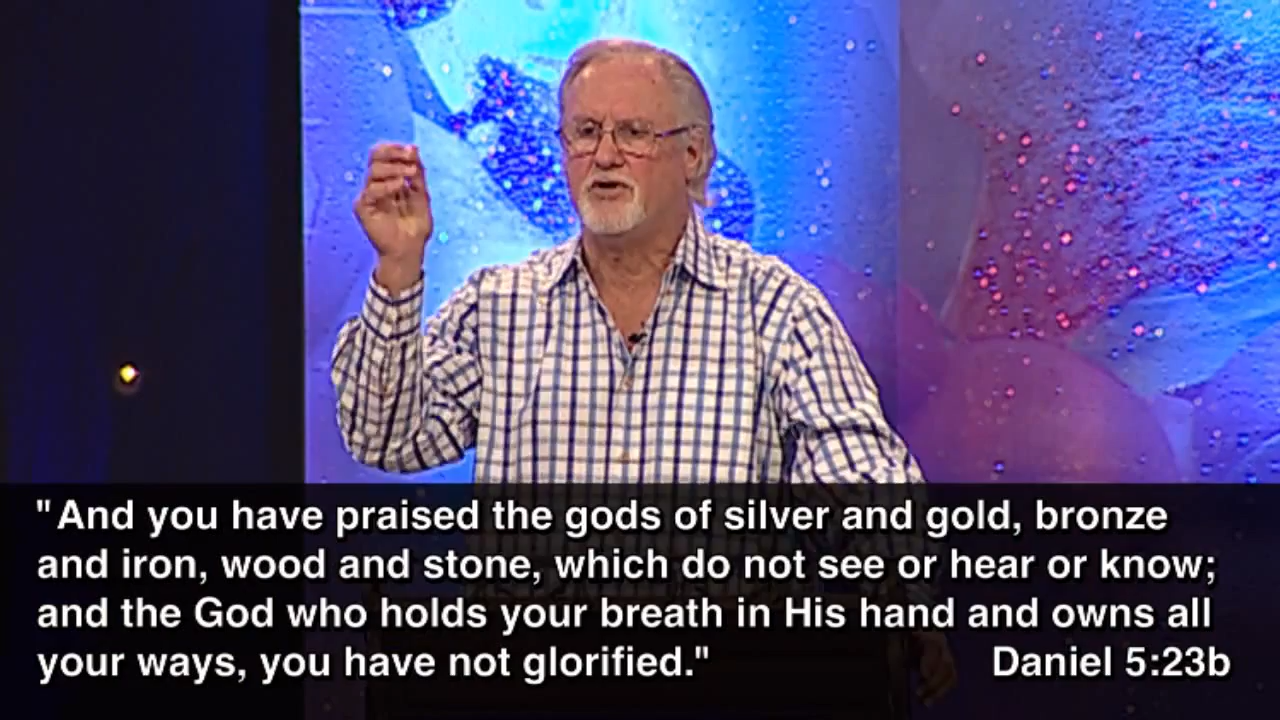 "And you have praised the gods of silver and gold, bronze
and iron, wood and stone, which do not see or hear or know;
and the God who holds your breath in His hand and owns all
your ways, you have not glorified." Daniel 5:23b